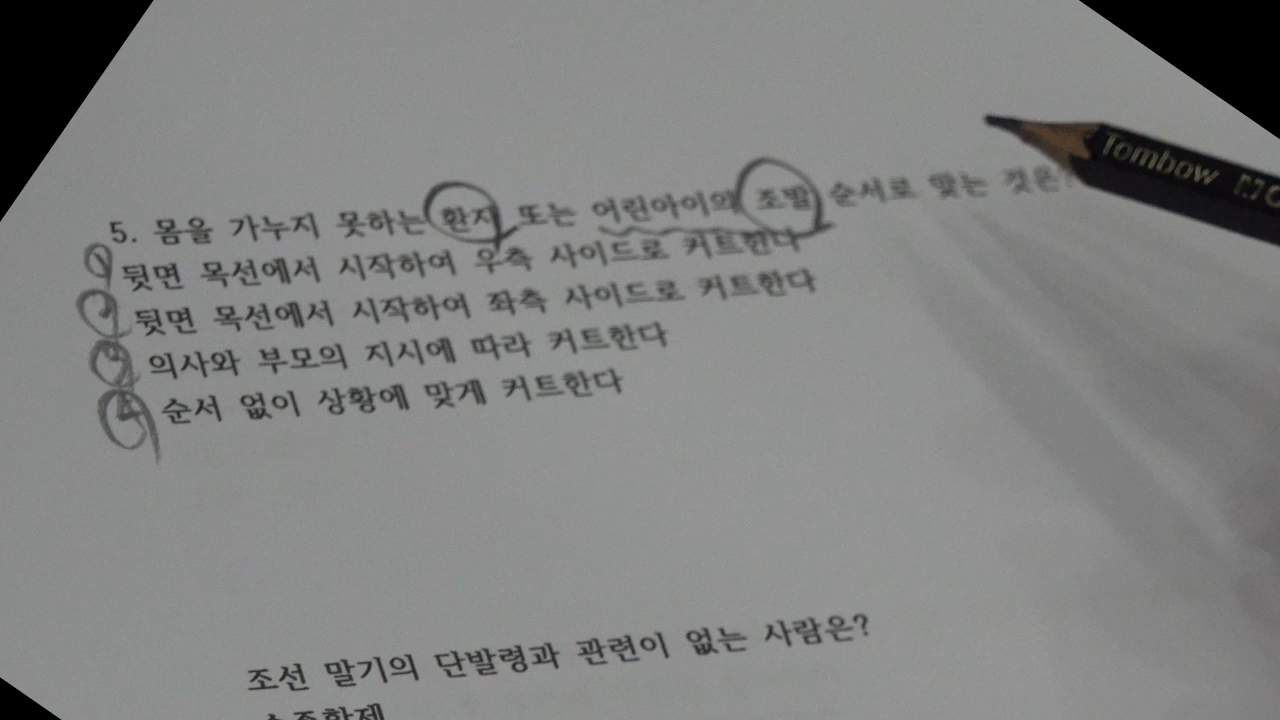 5. 몸을 가누지 못하는 환자 또는 어린아이의 조발 순서로 맞는 것은?
① 뒷면 목선에서 시작하여 우측 사이드로 커트한다
② 뒷면 목선에서 시작하여 좌측 사이드로 커트한다
③ 의사와 부모의 지시에 따라 커트한다
④ 순서 없이 상황에 맞게 커트한다
Tombow MO
조선 말기의 단발령과 관련이 없는 사람은?